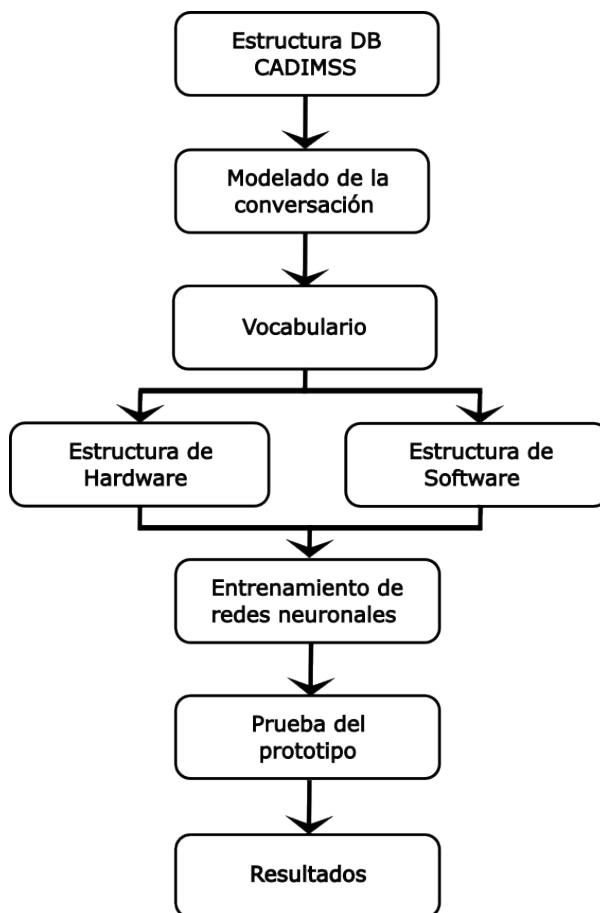 Estructura DB
CADIMSS
Modelado de la
conversación
Vocabulario
Estructura de
Hardware
Estructura de
Software
Entrenamiento de
redes neuronales
Prueba del
prototipo
Resultados